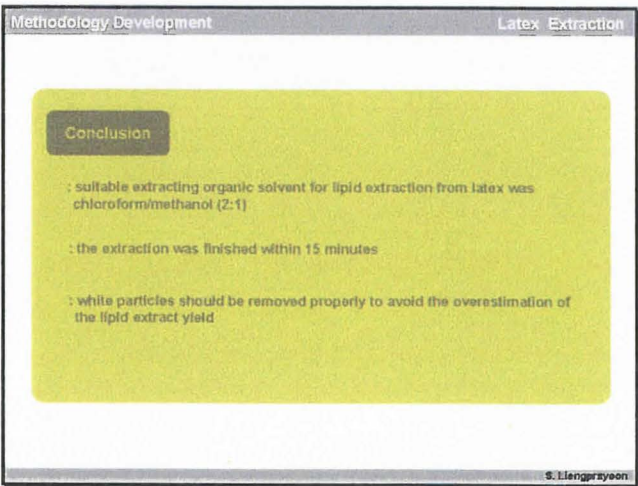 Methodology Development
Latex Extraction
Conclusion
: suitable extracting organic solvent for lipid extraction from latex was
chloroform/methanol (2:1)
: the extraction was finished within 15 minutes
: white particles should be removed properly to avoid the overestimation of
the lipid extract yield
S. Liengprayoon